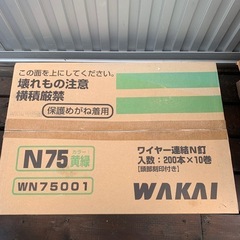 この面を上にしてください。
壊れもの注意
横積厳禁
保護めがね着用
N75 カラー 黄緑
WN75001
ワイヤー連結N釘
入数:200本×10巻
[頭部刻印付き]
WAKAI